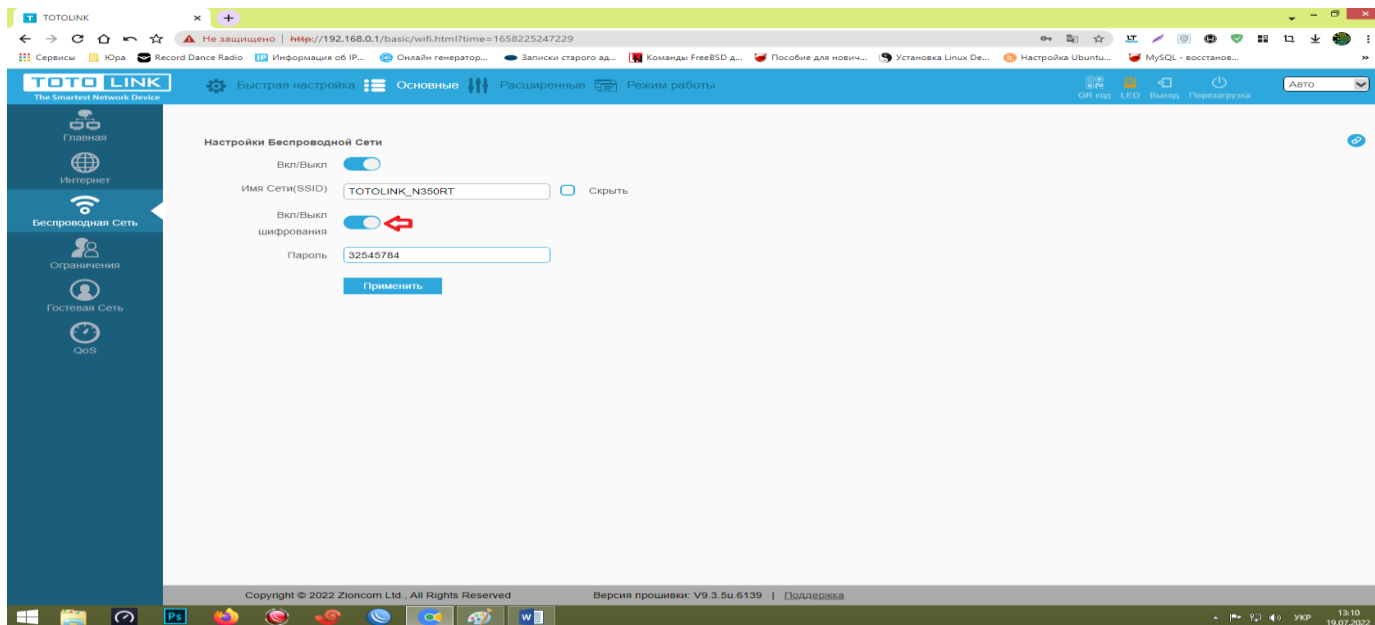 TOTOLINK
Не защищено | http://192.168.0.1/basic/wifi.html?time=1658225247229
Сервисы Юра Record Dance Radio Информация об IP... Онлайн генератор... Записки старого ад... Команды FreeBSD д... Пособие для нович... Установка Linux De... Настройка Ubuntu... MySQL - восстанов... »
TOTO LINK
The Smartest Network Device
Быстрая настройка Основные Расширенные Режим работы
QR код LED Выход Перезагрузка
Авто
Главная
Интернет
Беспроводная Сеть
Ограничения
Гостевая Сеть
QoS
Настройки Беспроводной Сети
Вкл/Выкл
Имя Сети(SSID) TOTOLINK_N350RT Скрыть
Вкл/Выкл
шифрования
Пароль 32545784
Применить
Copyright © 2022 Zioncom Ltd., All Rights Reserved Версия прошивки: V9.3.5u.6139 | Поддержка
Ps W УКР 13:10
19.07.2022